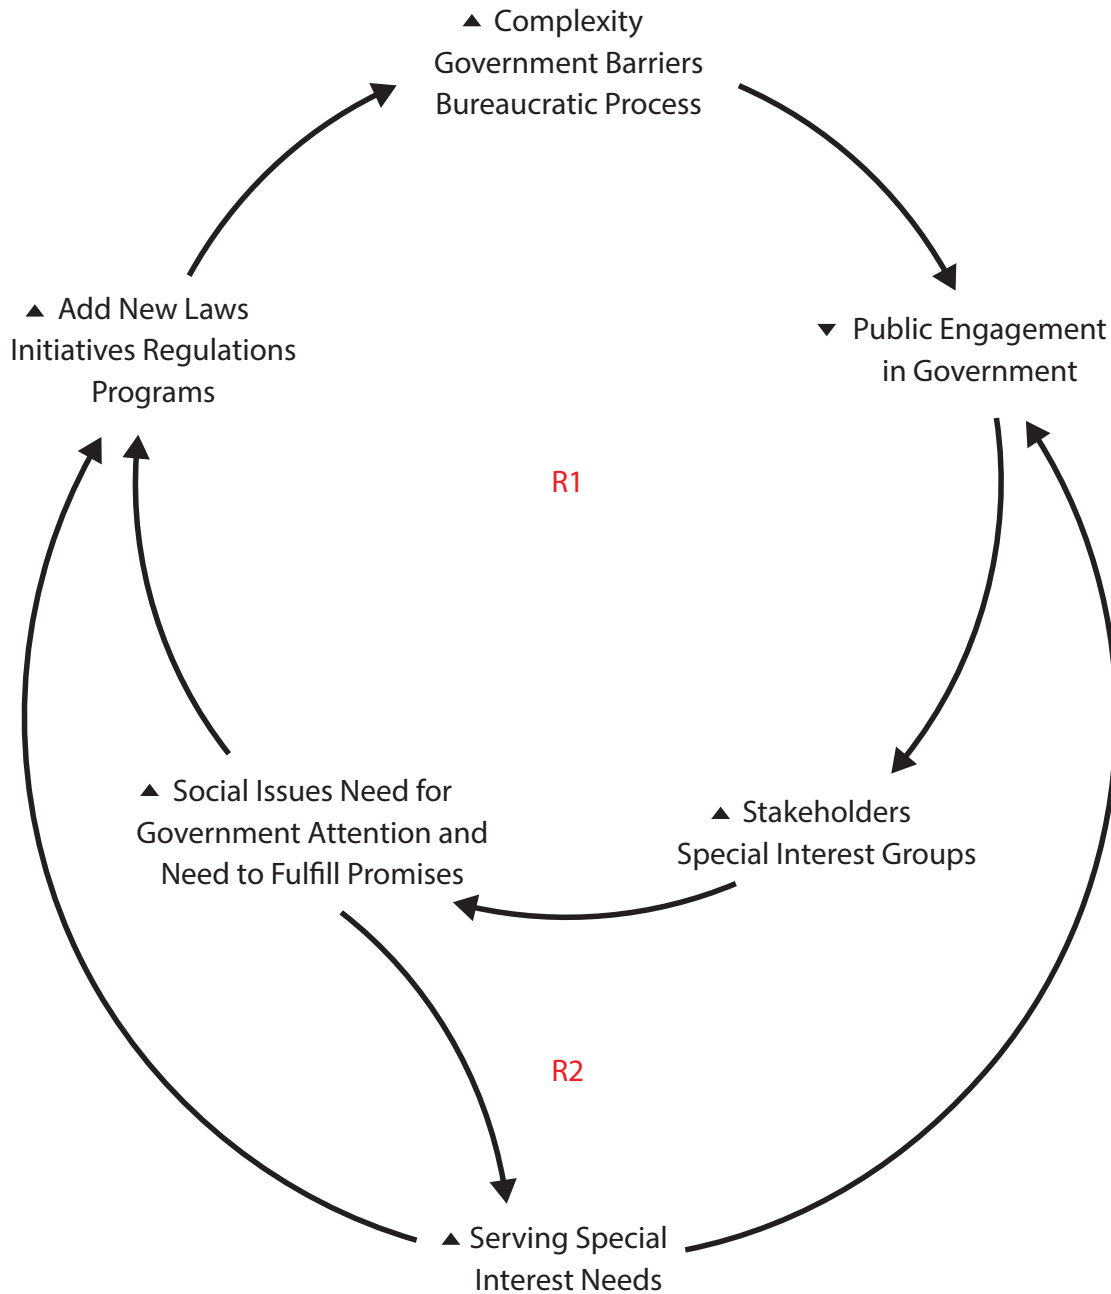 ▲ Complexity
Government Barriers
Bureaucratic Process
▲ Add New Laws
Initiatives Regulations
Programs
▼ Public Engagement
in Government
R1
▲ Social Issues Need for
Government Attention and
Need to Fulfill Promises
▲ Stakeholders
Special Interest Groups
R2
▲ Serving Special
Interest Needs